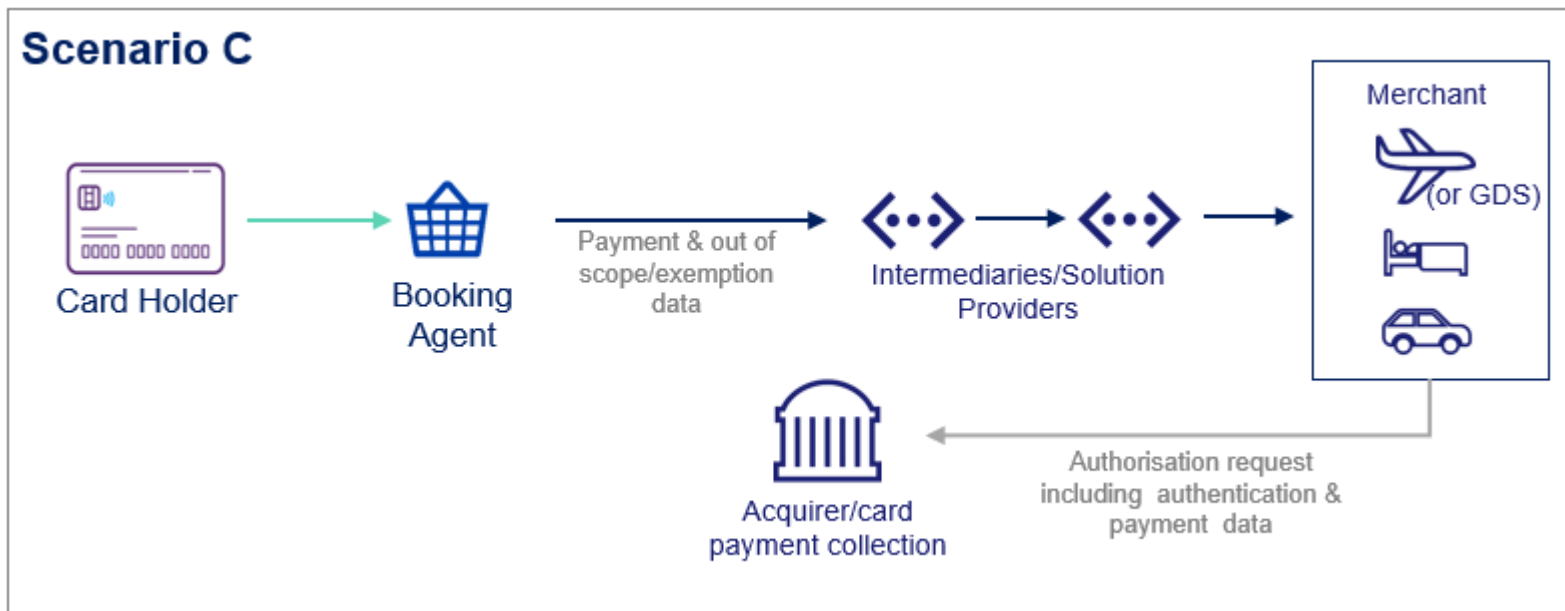 Scenario C
Merchant
(or GDS)
Card Holder
Booking
Agent
Payment & out of
scope/exemption
data
Intermediaries/Solution
Providers
Acquirer/card
payment collection
Authorisation request
including authentication &
payment data
0000 0000 0000